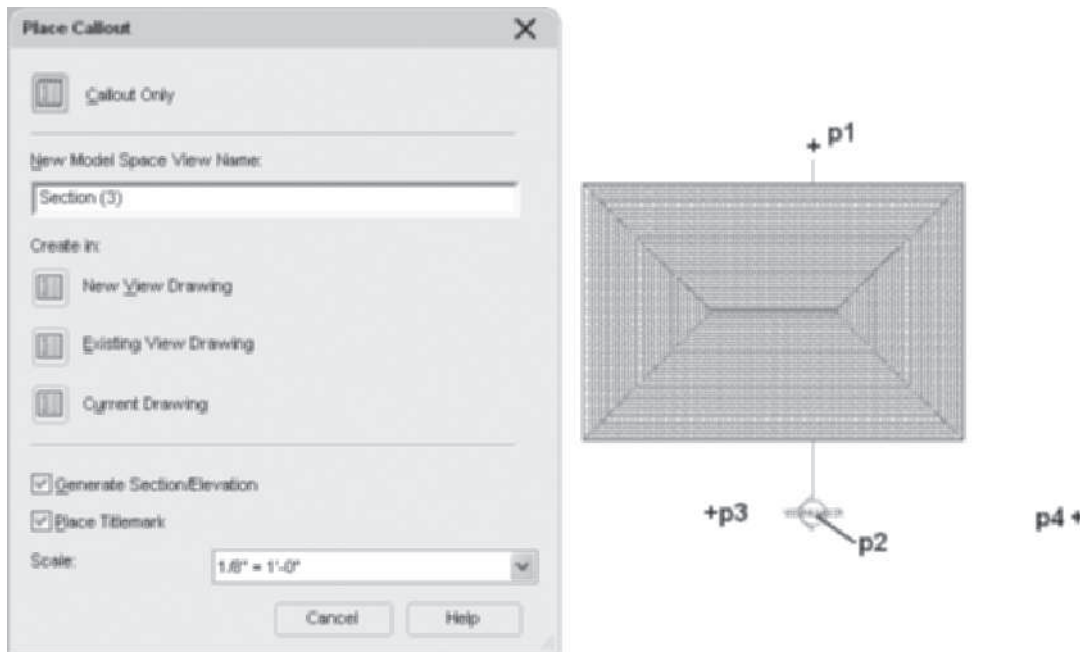 Place Callout
Callout Only
New Model Space View Name:
Section (3)
Create in:
New View Drawing
Existing View Drawing
Current Drawing
Generate Section/Elevation
Place Titlemark
Scale:
1/8" = 1'-0"
Cancel
Help
+ p1
+p3
p2
p4 +